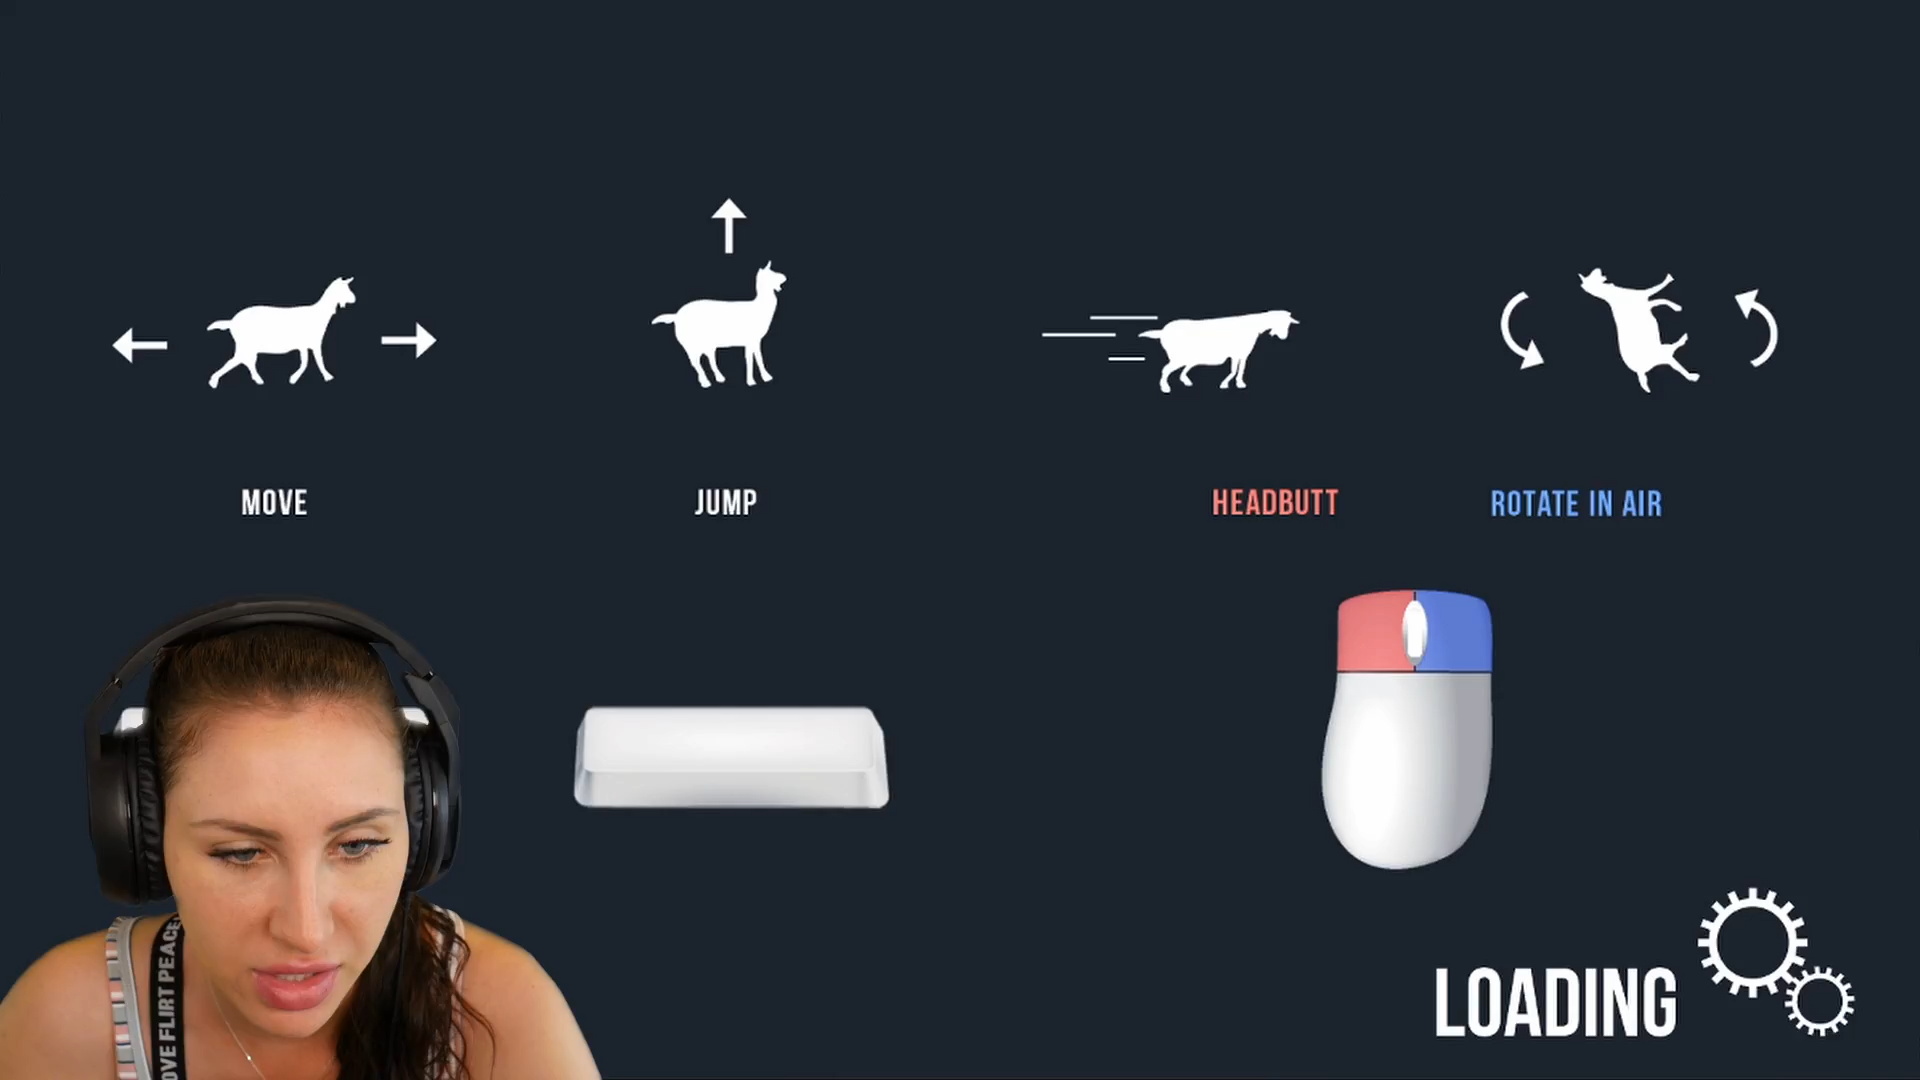 MOVE
JUMP
HEADBUTT
ROTATE IN AIR
LOADING
OVE FLIRT PEACE